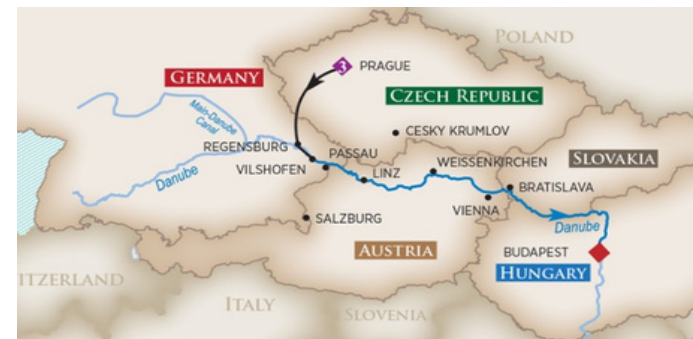 POLAND
GERMANY
3
PRAGUE
CZECH REPUBLIC
Main-Danube
Canal
CESKY KRUMLOV
REGENSBURG
PASSAU
WEISSENKIRCHEN
SLOVAKIA
VILSHOFEN
LINZ
Danube
BRATISLAVA
VIENNA
SALZBURG
Danube
AUSTRIA
BUDAPEST
HUNGARY
ITZERLAND
ITALY
SLOVENIA